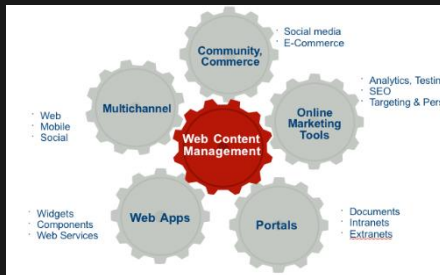 Community,
Commerce
· Social media
· E-Commerce
Multichannel
· Web
· Mobile
· Social
Web Content
Management
Online
Marketing
Tools
· Analytics, Testin
· SEO
· Targeting & Pers
Web Apps
· Widgets
· Components
· Web Services
Portals
· Documents
· Intranets
· Extranets